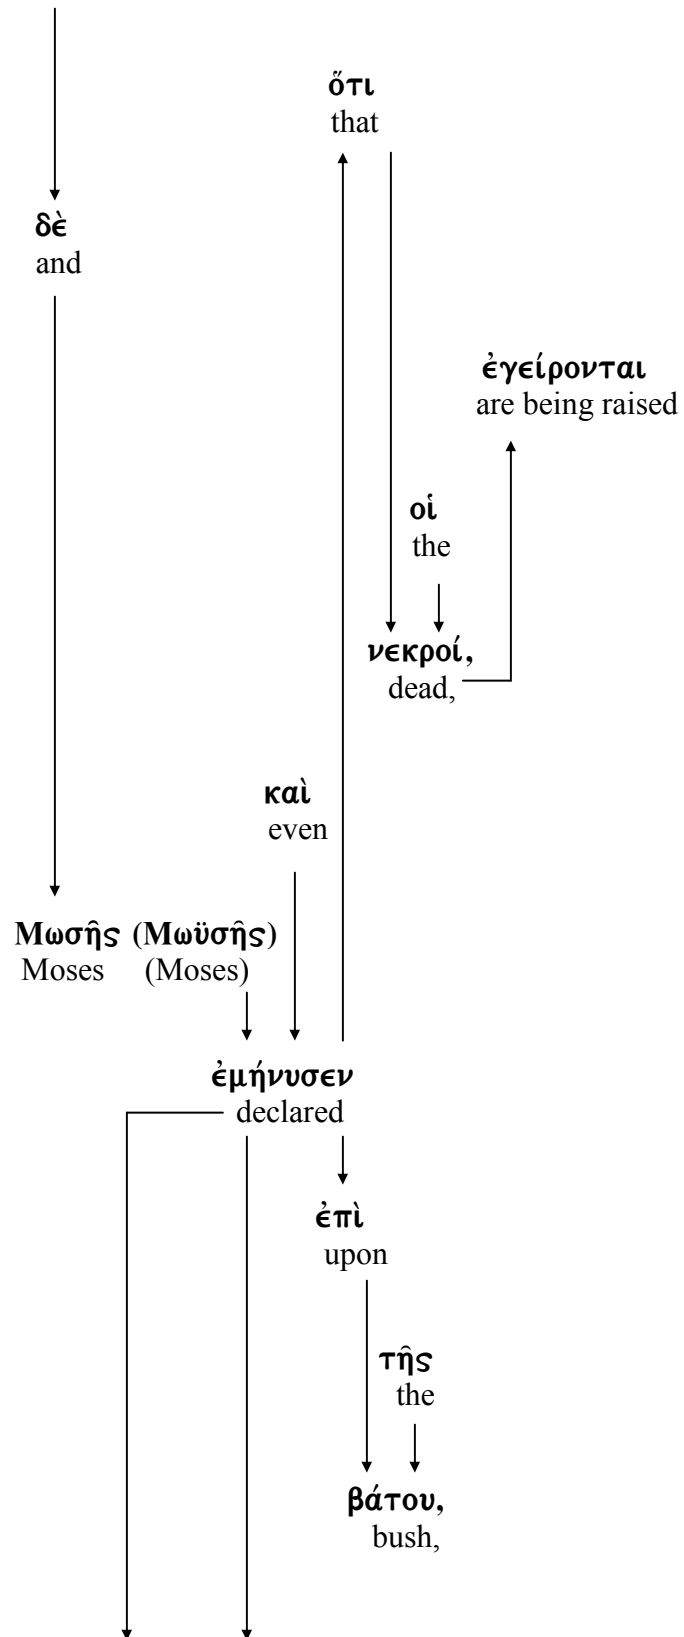 ὅτι
that
δὲ
and
ἐγείρονται
are being raised
οἱ
the
νεκροί,
dead,
καὶ
even
Μωσῆς (Μωϋσῆς)
Moses (Moses)
ἐμήνυσεν
declared
ἐπὶ
upon
τῆς
the
βάτου,
bush,